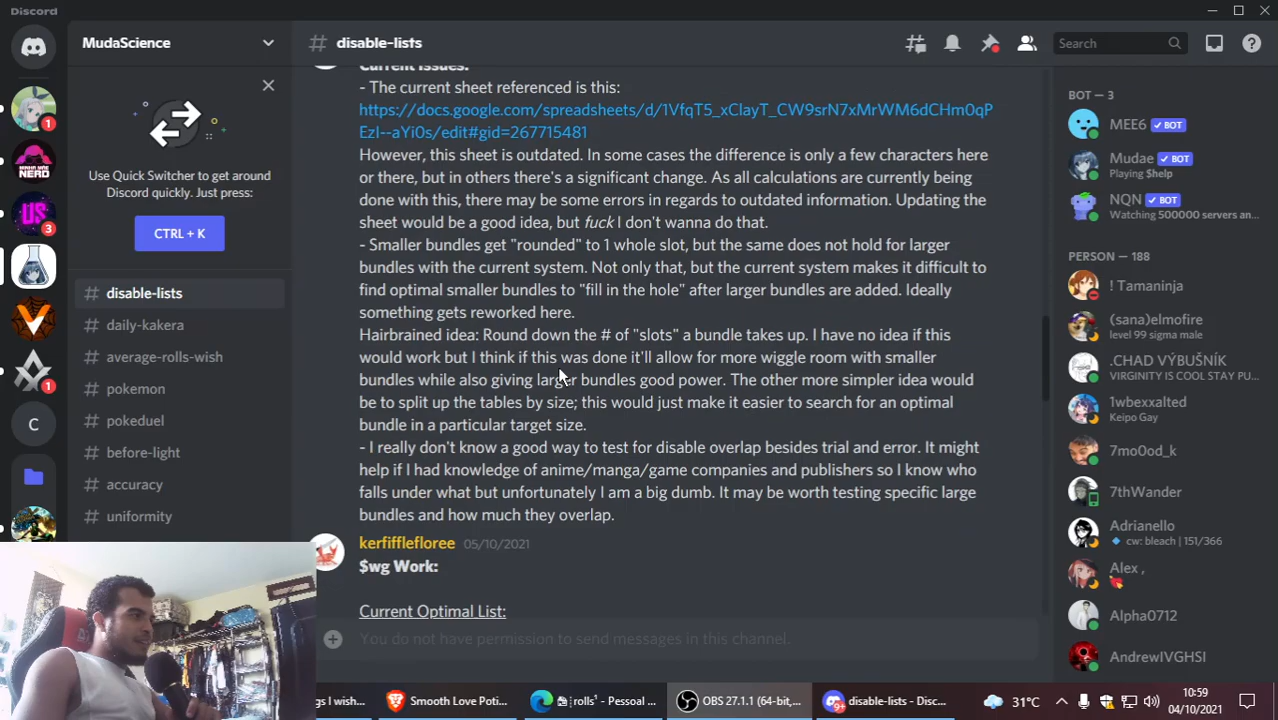 Discord
MudaScience
disable-lists
Search
Use Quick Switcher to get around
Discord quickly. Just press:
CTRL + K
disable-lists
daily-kakera
average-rolls-wish
pokemon
pokeduel
before-light
accuracy
uniformity
1
NERD
US
3
1
C
Current Issues:
- The current sheet referenced is this:
https://docs.google.com/spreadsheets/d/1VfqT5_xClayT_CW9srN7xMrWM6dCHm0qP
EzI--aYi0s/edit#gid=267715481
However, this sheet is outdated. In some cases the difference is only a few characters here
or there, but in others there's a significant change. As all calculations are currently being
done with this, there may be some errors in regards to outdated information. Updating the
sheet would be a good idea, but fuck I don't wanna do that.
- Smaller bundles get "rounded" to 1 whole slot, but the same does not hold for larger
bundles with the current system. Not only that, but the current system makes it difficult to
find optimal smaller bundles to "fill in the hole" after larger bundles are added. Ideally
something gets reworked here.
Hairbrained idea: Round down the # of "slots" a bundle takes up. I have no idea if this
would work but I think if this was done it'll allow for more wiggle room with smaller
bundles while also giving larger bundles good power. The other more simpler idea would
be to split up the tables by size; this would just make it easier to search for an optimal
bundle in a particular target size.
- I really don't know a good way to test for disable overlap besides trial and error. It might
help if I had knowledge of anime/manga/game companies and publishers so I know who
falls under what but unfortunately I am a big dumb. It may be worth testing specific large
bundles and how much they overlap.
kerfifflefloree 05/10/2021
$wg Work:
Current Optimal List:
You do not have permission to send messages in this channel.
BOT — 3
MEE6 BOT
Mudae BOT
Playing $help
NQN BOT
Watching 500000 servers an...
PERSON — 188
! Tamaninja
(sana)elmofire
level 99 sigma male
.CHAD VÝBUŠNÍK
VIRGINITY IS COOL STAY PU...
1wbexxalted
Keipo Gay
7mo0od_k
7thWander
Adrianello
cw: bleach | 151/366
Alex ,
Alpha0712
AndrewIVGHSI
gs I wish...
Smooth Love Poti...
rolls¹ - Pessoal ...
OBS 27.1.1 (64-bit,...
disable-lists - Disc...
31°C
10:59
04/10/2021